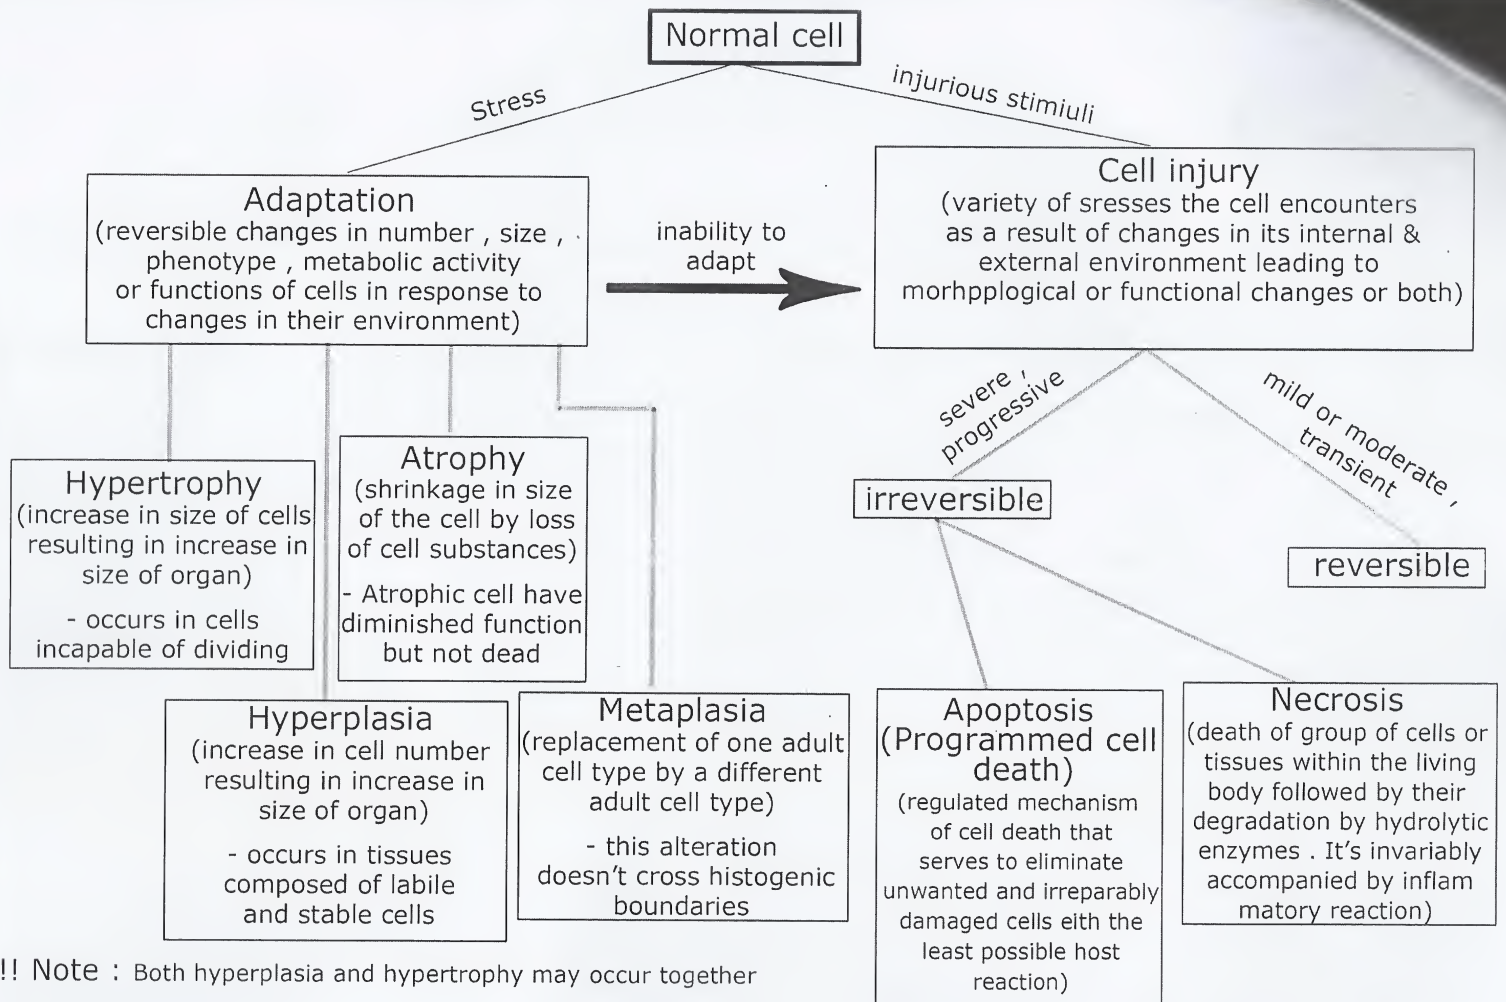 Normal cell
Stress
injurious stimiuli
Adaptation
(reversible changes in number , size ,
phenotype , metabolic activity
or functions of cells in response to
changes in their environment)
inability to
adapt
Cell injury
(variety of sresses the cell encounters
as a result of changes in its internal &
external environment leading to
morhpplogical or functional changes or both)
severe ,
progressive
mild or moderate ,
transient
irreversible
reversible
Hypertrophy
(increase in size of cells
resulting in increase in
size of organ)
- occurs in cells
incapable of dividing
Atrophy
(shrinkage in size
of the cell by loss
of cell substances)
- Atrophic cell have
diminished function
but not dead
Hyperplasia
(increase in cell number
resulting in increase in
size of organ)
- occurs in tissues
composed of labile
and stable cells
Metaplasia
(replacement of one adult
cell type by a different
adult cell type)
- this alteration
doesn't cross histogenic
boundaries
Apoptosis
(Programmed cell
death)
(regulated mechanism
of cell death that
serves to eliminate
unwanted and irreparably
damaged cells eith the
least possible host
reaction)
Necrosis
(death of group of cells or
tissues within the living
body followed by their
degradation by hydrolytic
enzymes . It's invariably
accompanied by inflam
matory reaction)
!! Note : Both hyperplasia and hypertrophy may occur together